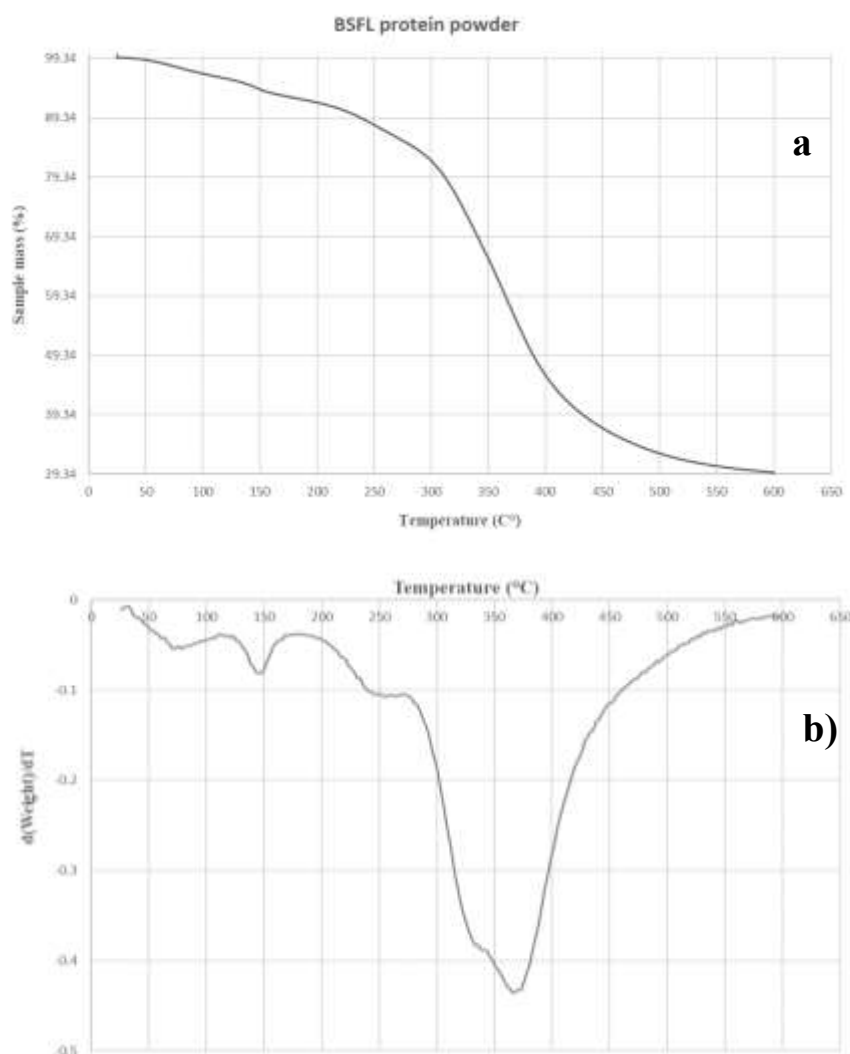 BSFL protein powder
99.34
89.34
79.34
69.34
59.34
49.34
39.34
29.34
Sample mass (%)
a
0 50 100 150 200 250 300 350 400 450 500 550 600 650
Temperature (C°)
Temperature (°C)
0
0 50 100 150 200 250 300 350 400 450 500 550 600 650
-0.1
-0.2
-0.3
-0.4
-0.5
d(Weight)/dT
b)